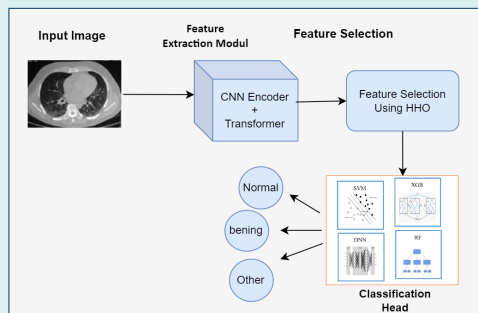 Input Image
Feature
Extraction Modul
Feature Selection
CNN Encoder
+
Transformer
Feature Selection
Using HHO
Normal
bening
Other
SVM
XGB
DNN
RF
Classification
Head